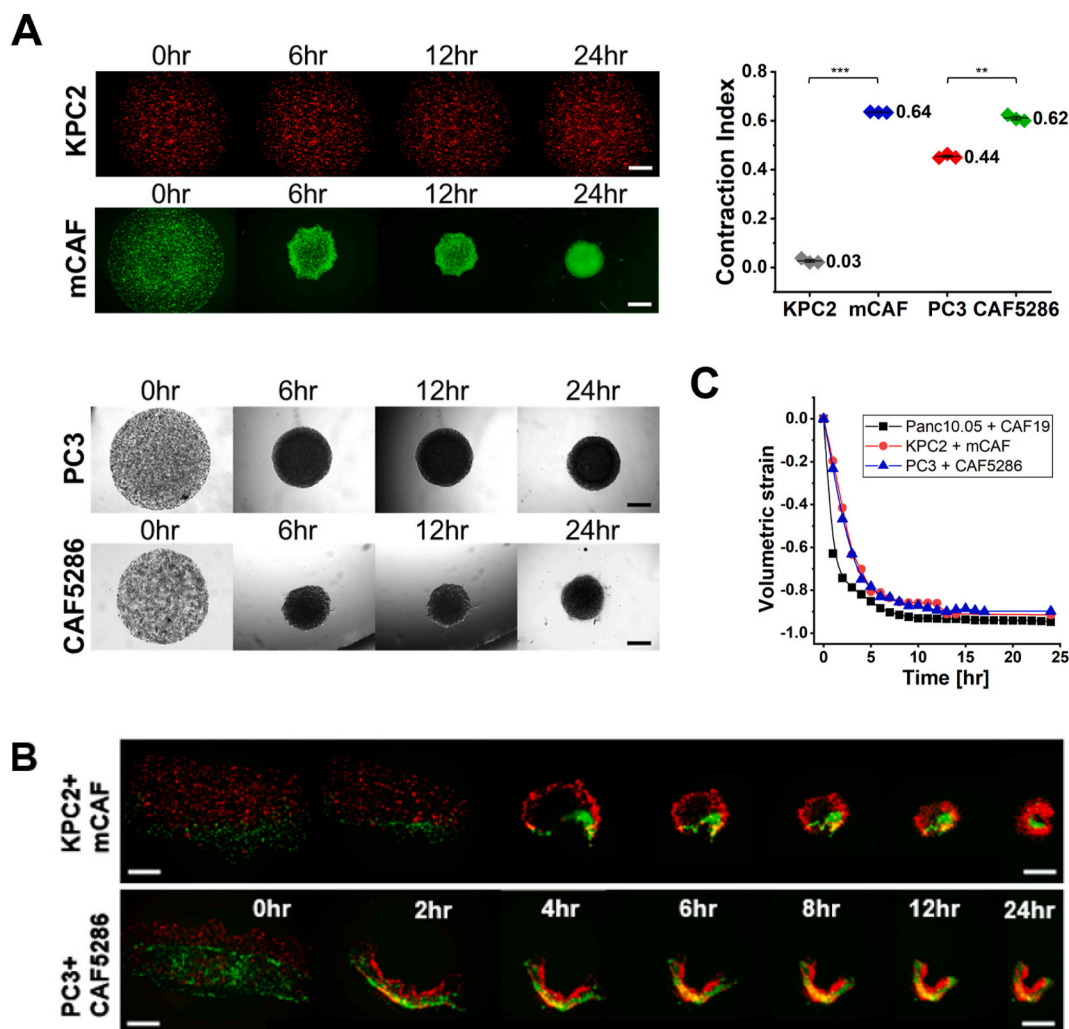 A
0hr 6hr 12hr 24hr
KPC2
0hr 6hr 12hr 24hr
mCAF
0hr 6hr 12hr 24hr
PC3
0hr 6hr 12hr 24hr
CAF5286
Contraction Index
0.8
0.6
0.4
0.2
0.0
*** **
0.64
0.62
0.44
0.03
KPC2 mCAF PC3 CAF5286
C
Volumetric strain
0.0
-0.2
-0.4
-0.6
-0.8
-1.0
Panc10.05 + CAF19
KPC2 + mCAF
PC3 + CAF5286
0 5 10 15 20 25
Time [hr]
B
KPC2+
mCAF
PC3+
CAF5286
0hr 2hr 4hr 6hr 8hr 12hr 24hr